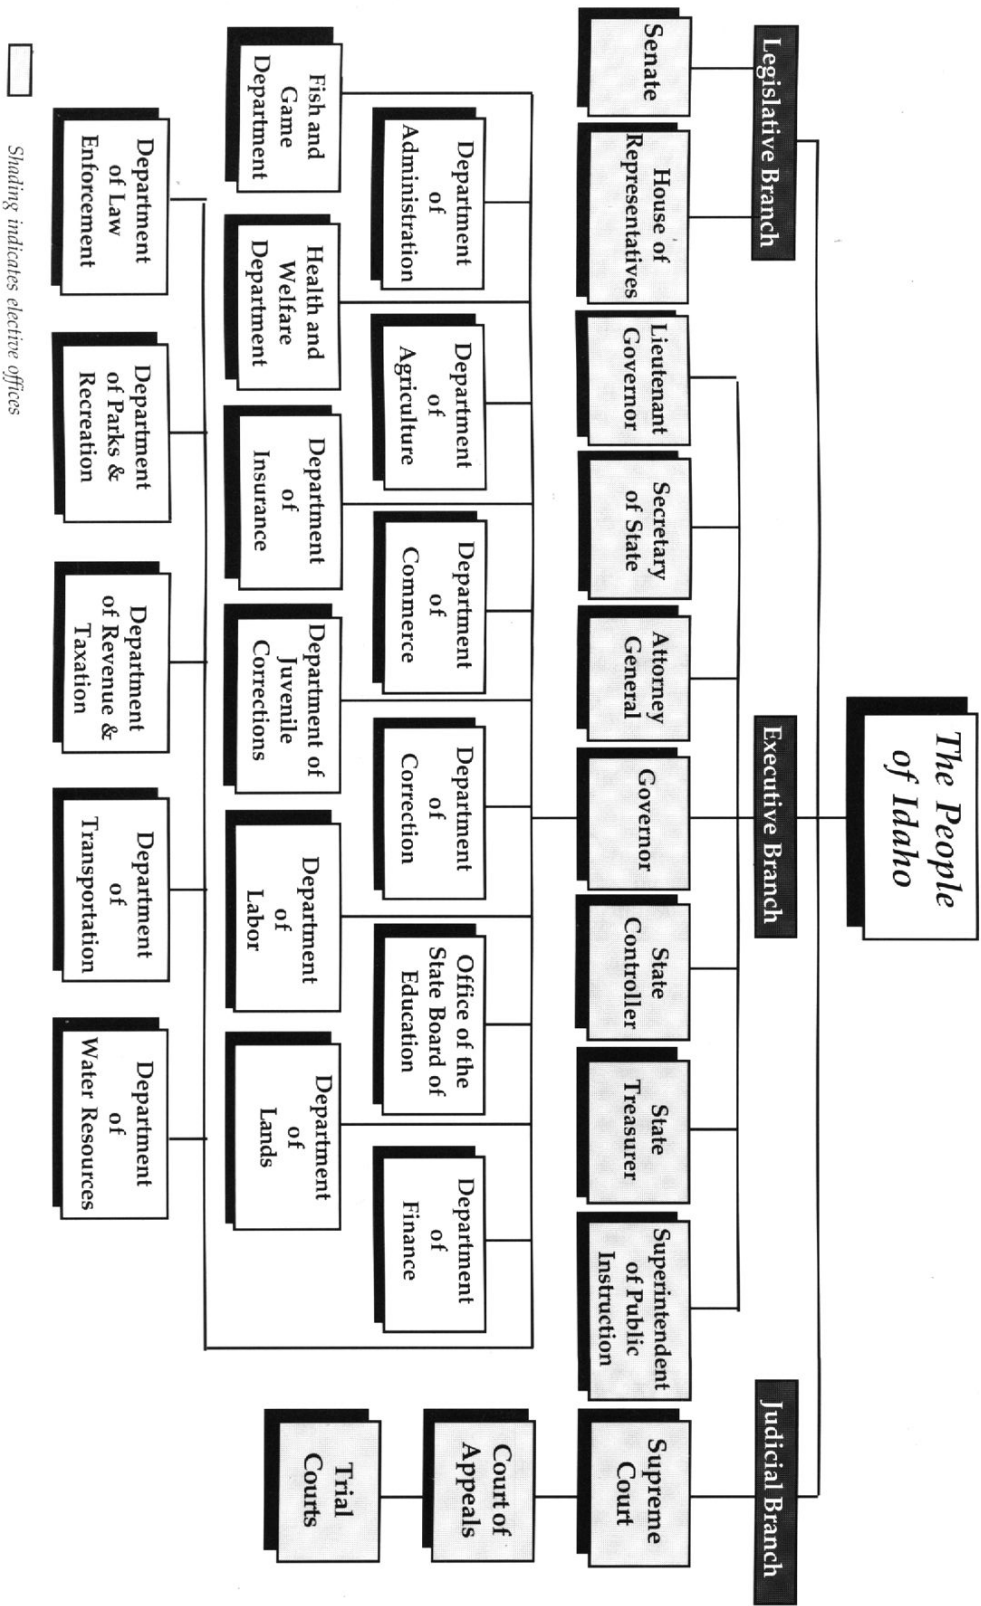 The People
of Idaho
Legislative Branch
Executive Branch
Judicial Branch
Senate
House of
Representatives
Lieutenant
Governor
Secretary
of State
Attorney
General
Governor
State
Controller
State
Treasurer
Superintendent
of Public
Instruction
Supreme
Court
Department
of
Administration
Department
of
Agriculture
Department
of
Commerce
Department
of
Correction
Office of the
State Board of
Education
Department
of
Finance
Court of
Appeals
Fish and
Game
Department
Health and
Welfare
Department
Department
of
Insurance
Department of
Juvenile
Corrections
Department
of
Labor
Department
of
Lands
Trial
Courts
Department
of Law
Enforcement
Department
of Parks &
Recreation
Department
of Revenue &
Taxation
Department
of
Transportation
Department
of
Water Resources
Shading indicates elective offices